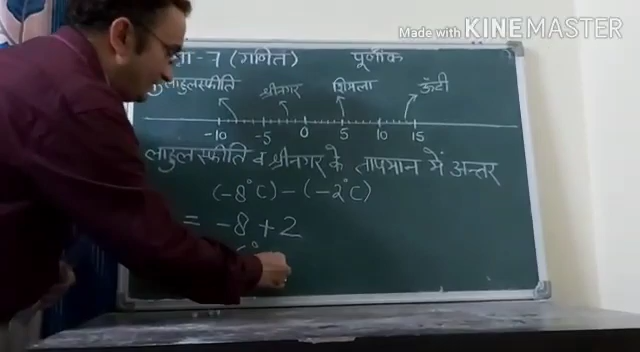 Made with KINEMASTER
7 (गणित) पूर्णांक
लाहुलस्फीति श्रीनगर शिमला ऊँटी
-10 -5 0 5 10 15
लाहुलस्फीति व श्रीनगर के तापमान में अन्तर
(-8°C) - (-2°C)
= -8 + 2